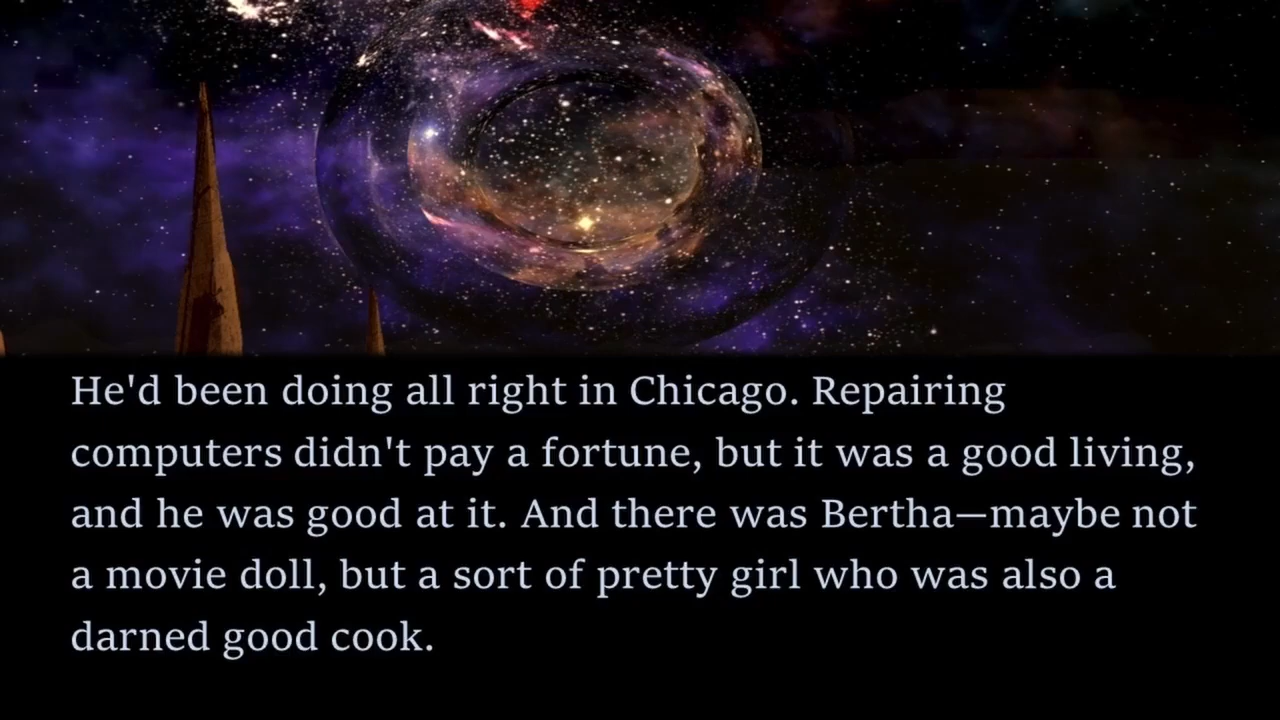 He'd been doing all right in Chicago. Repairing
computers didn't pay a fortune, but it was a good living,
and he was good at it. And there was Bertha—maybe not
a movie doll, but a sort of pretty girl who was also a
darned good cook.